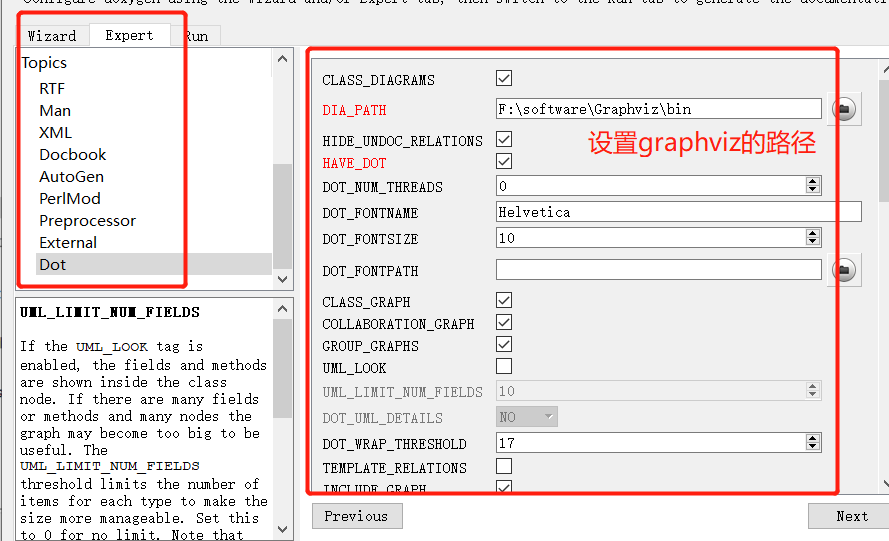 Configure doxygen using the Wizard and/or Expert tab, then switch to the Run tab to generate the documentati
Wizard Expert Run
Topics
RTF
Man
XML
Docbook
AutoGen
PerlMod
Preprocessor
External
Dot
UML_LIMIT_NUM_FIELDS
If the UML_LOOK tag is
enabled, the fields and methods
are shown inside the class
node. If there are many fields
or methods and many nodes the
graph may become too big to be
useful. The
UML_LIMIT_NUM_FIELDS
threshold limits the number of
items for each type to make the
size more manageable. Set this
to 0 for no limit. Note that
CLASS_DIAGRAMS
DIA_PATH F:\software\Graphviz\bin
HIDE_UNDOC_RELATIONS
设置graphviz的路径
HAVE_DOT
DOT_NUM_THREADS 0
DOT_FONTNAME Helvetica
DOT_FONTSIZE 10
DOT_FONTPATH
CLASS_GRAPH
COLLABORATION_GRAPH
GROUP_GRAPHS
UML_LOOK
UML_LIMIT_NUM_FIELDS 10
DOT_UML_DETAILS NO
DOT_WRAP_THRESHOLD 17
TEMPLATE_RELATIONS
INCLUDE_GRAPH
Previous Next